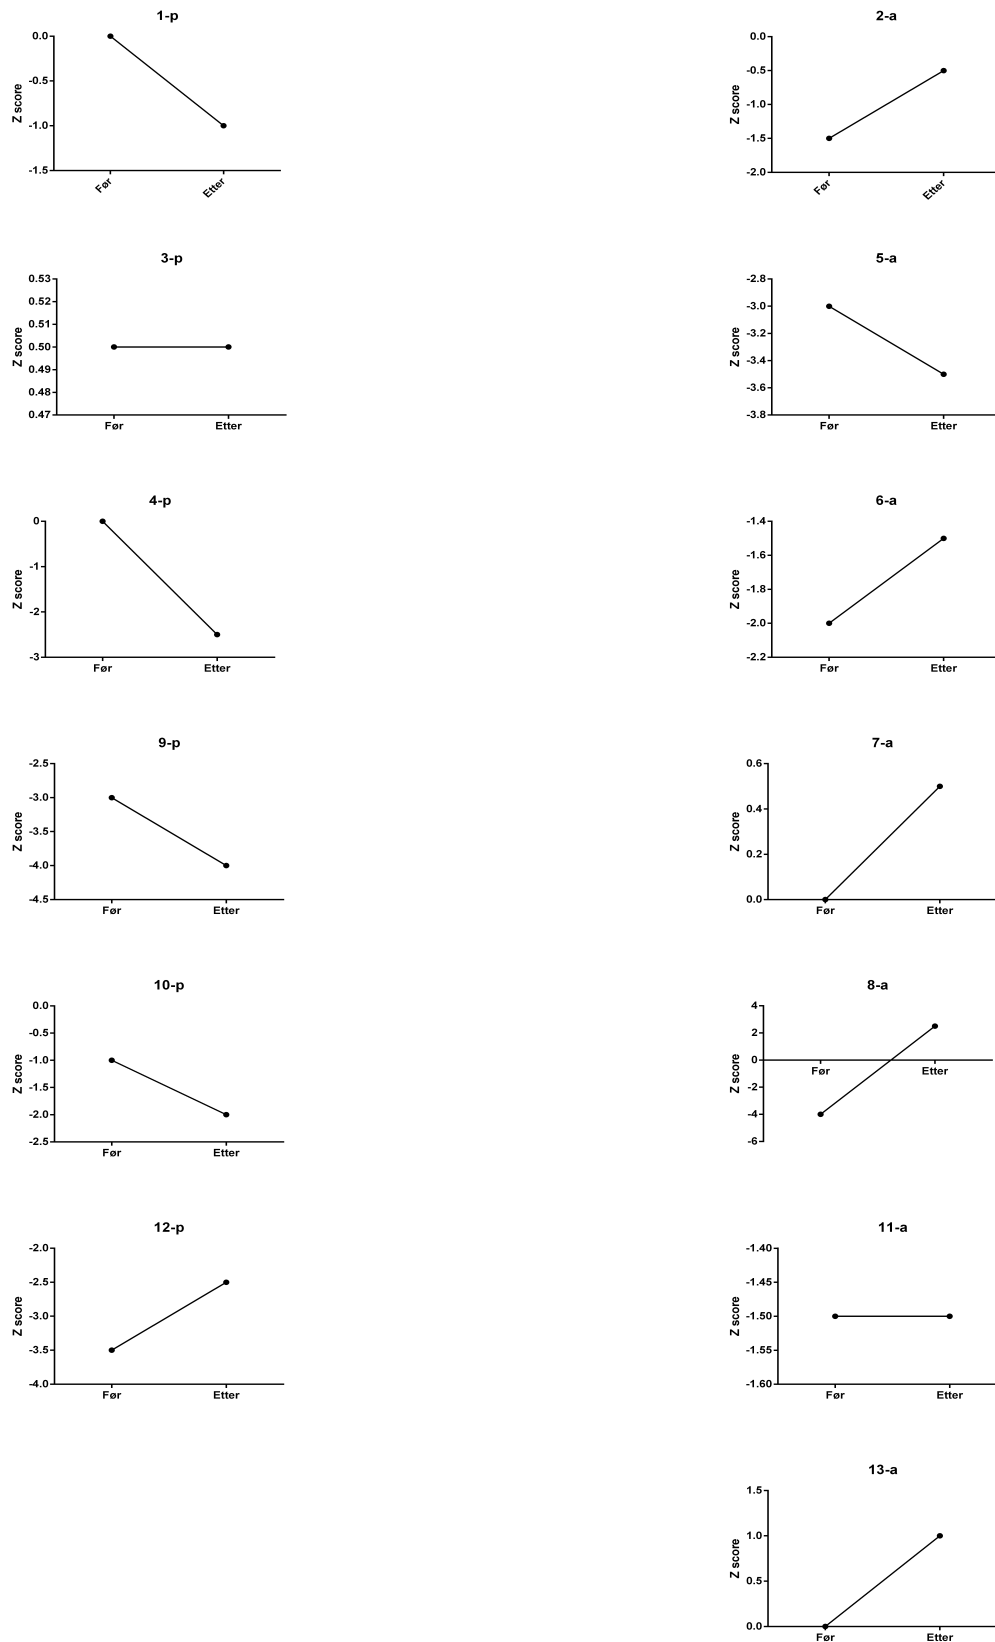 1-p
Z score
0.0
-0.5
-1.0
-1.5
Før
Etter
2-a
Z score
0.0
-0.5
-1.0
-1.5
-2.0
Før
Etter
3-p
Z score
0.53
0.52
0.51
0.50
0.49
0.48
0.47
Før
Etter
5-a
Z score
-2.8
-3.0
-3.2
-3.4
-3.6
-3.8
Før
Etter
4-p
Z score
0
-1
-2
-3
Før
Etter
6-a
Z score
-1.4
-1.6
-1.8
-2.0
-2.2
Før
Etter
9-p
Z score
-2.5
-3.0
-3.5
-4.0
-4.5
Før
Etter
7-a
Z score
0.6
0.4
0.2
0.0
Før
Etter
10-p
Z score
0.0
-0.5
-1.0
-1.5
-2.0
-2.5
Før
Etter
8-a
Z score
4
2
0
-2
-4
-6
Før
Etter
12-p
Z score
-2.0
-2.5
-3.0
-3.5
-4.0
Før
Etter
11-a
Z score
-1.40
-1.45
-1.50
-1.55
-1.60
Før
Etter
13-a
Z score
1.5
1.0
0.5
0.0
Før
Etter